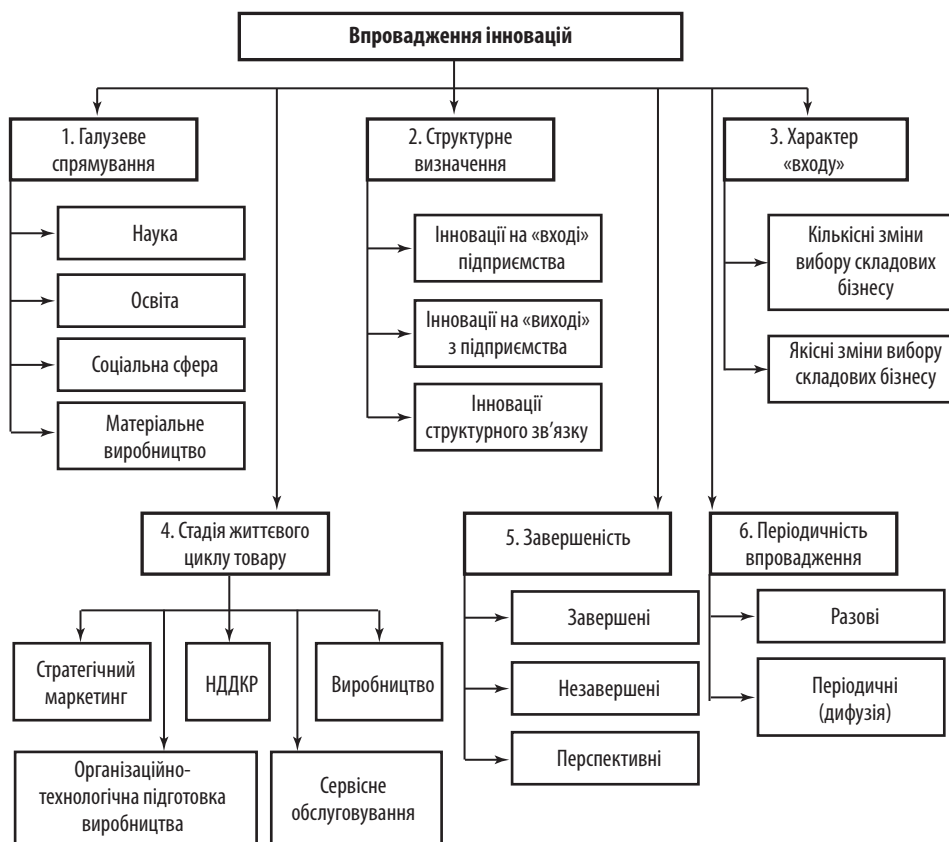 Впровадження інновацій
1. Галузеве
спрямування
Наука
Освіта
Соціальна сфера
Матеріальне
виробництво
2. Структурне
визначення
Інновації на «вході»
підприємства
Інновації на «виході»
з підприємства
Інновації
структурного зв’язку
3. Характер
«входу»
Кількісні зміни
вибору складових
бізнесу
Якісні зміни вибору
складових бізнесу
4. Стадія життєвого
циклу товару
Стратегічний
маркетинг
НДДКР
Виробництво
Організаційно-
технологічна підготовка
виробництва
Сервісне
обслуговування
5. Завершеність
Завершені
Незавершені
Перспективні
6. Періодичність
впровадження
Разові
Періодичні
(дифузія)